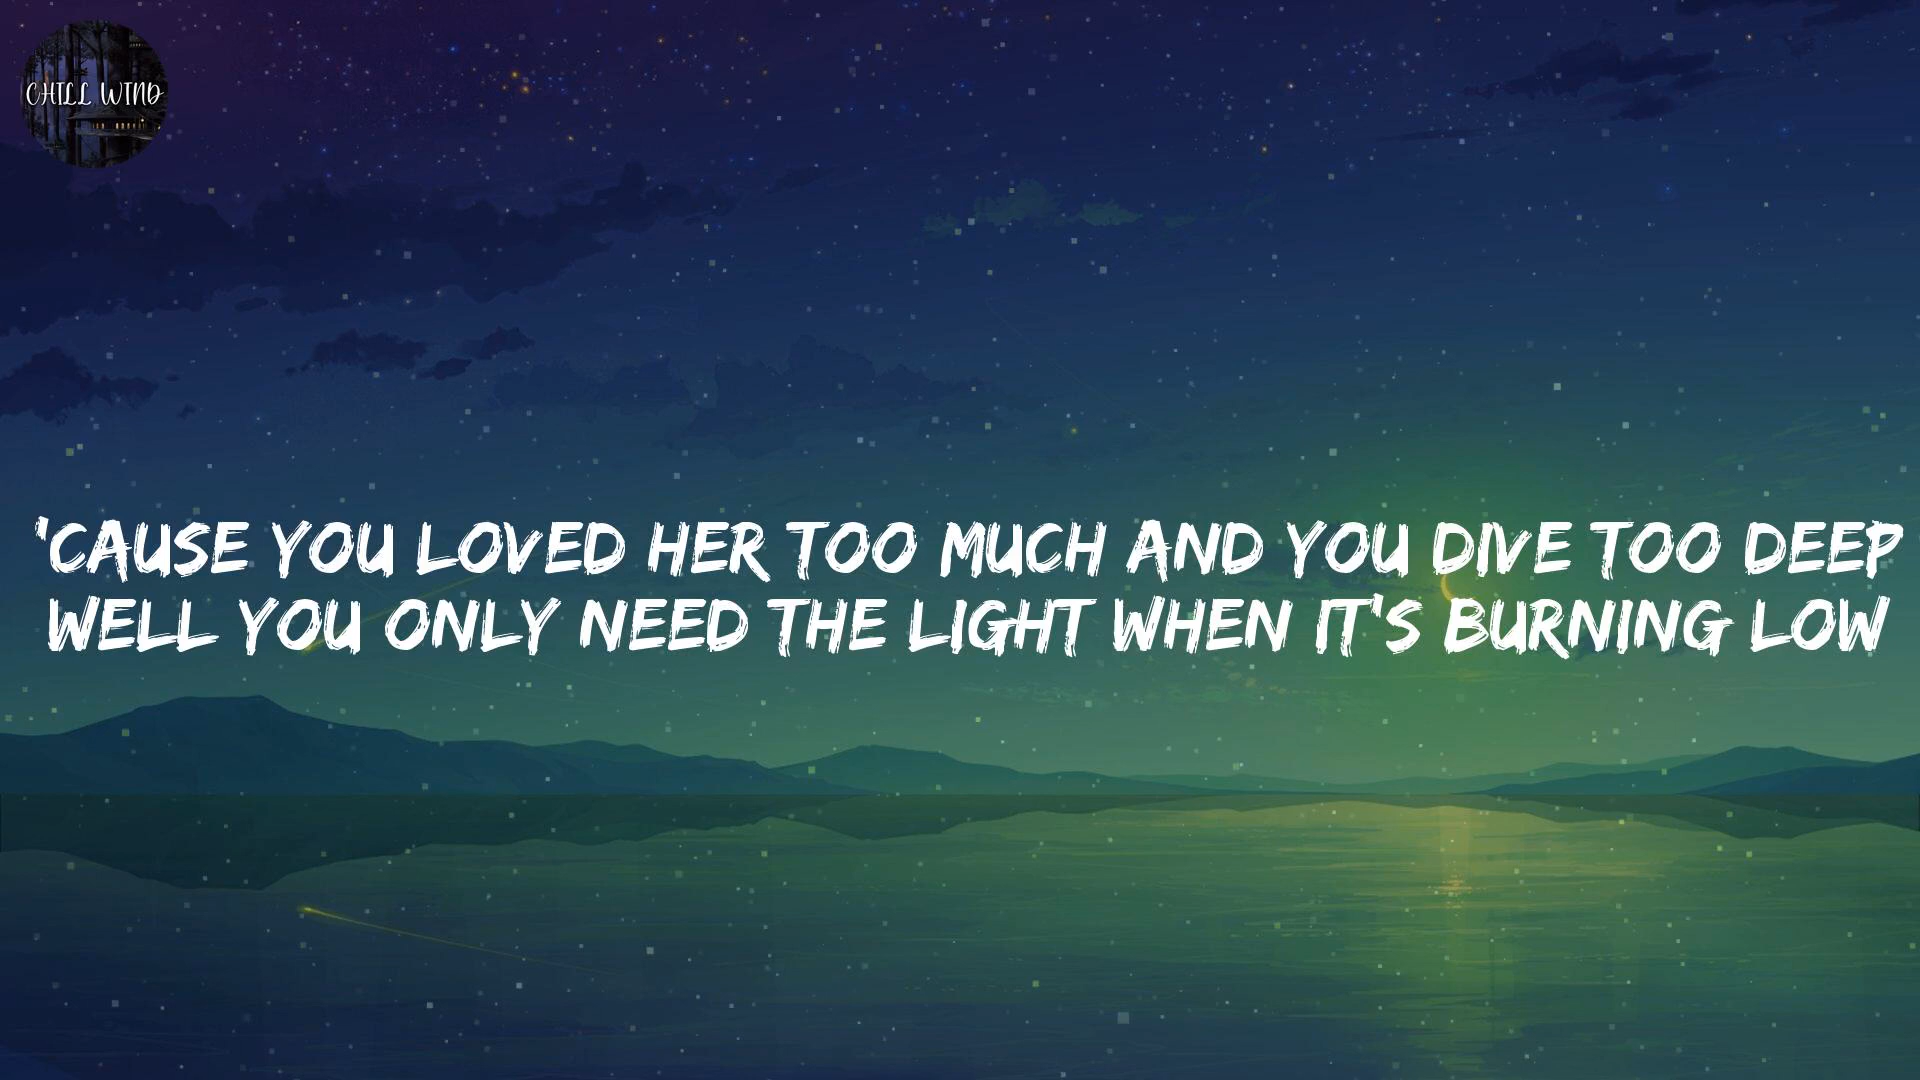 CHILL WIND
'CAUSE YOU LOVED HER TOO MUCH AND YOU DIVE TOO DEEP
WELL YOU ONLY NEED THE LIGHT WHEN IT'S BURNING LOW